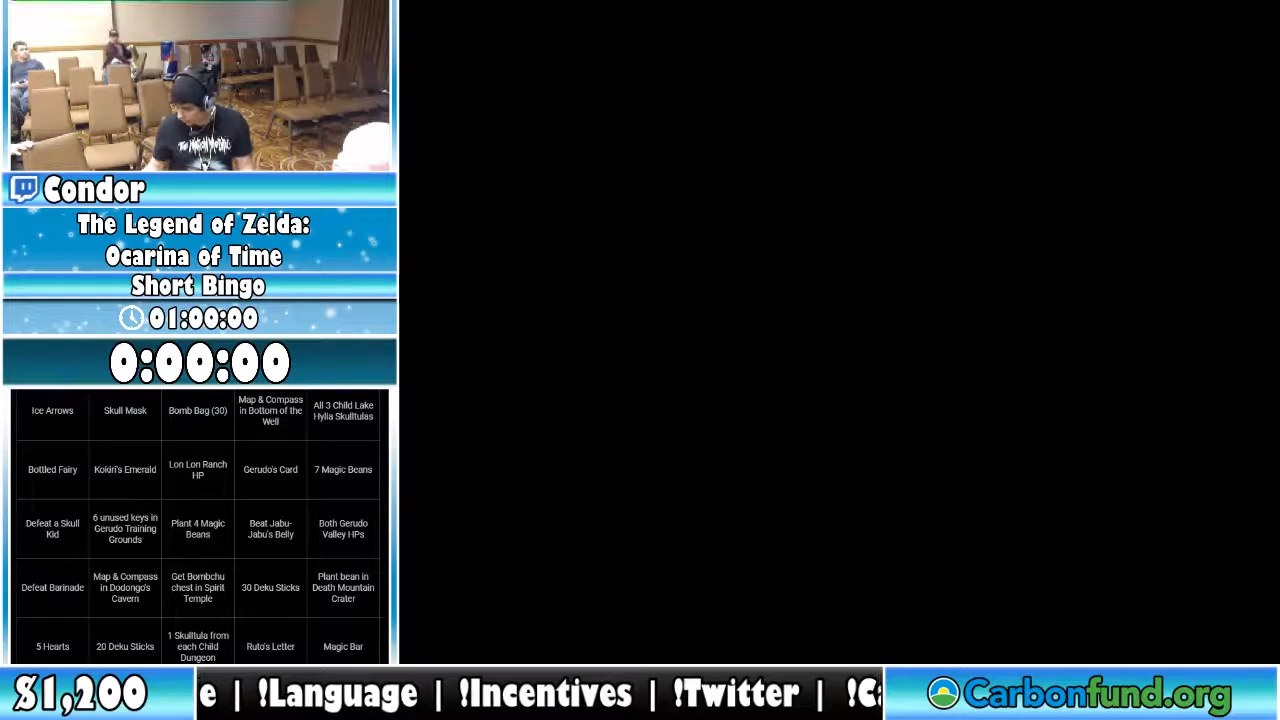 Condor
The Legend of Zelda:
Ocarina of Time
Short Bingo
01:00:00
0:00:00
Ice Arrows
Skull Mask
Bomb Bag (30)
Map & Compass
in Bottom of the
Well
All 3 Child Lake
Hylia Skulltulas
Bottled Fairy
Kokiri's Emerald
Lon Lon Ranch
HP
Gerudo's Card
7 Magic Beans
Defeat a Skull
Kid
6 unused keys in
Gerudo Training
Grounds
Plant 4 Magic
Beans
Beat Jabu-
Jabu's Belly
Both Gerudo
Valley HPs
Defeat Barinade
Map & Compass
in Dodongo's
Cavern
Get Bombchu
chest in Spirit
Temple
30 Deku Sticks
Plant bean in
Death Mountain
Crater
5 Hearts
20 Deku Sticks
1 Skulltula from
each Child
Dungeon
Ruto's Letter
Magic Bar
$1,200
e | !Language | !Incentives | !Twitter | !Ca
Carbonfund.org